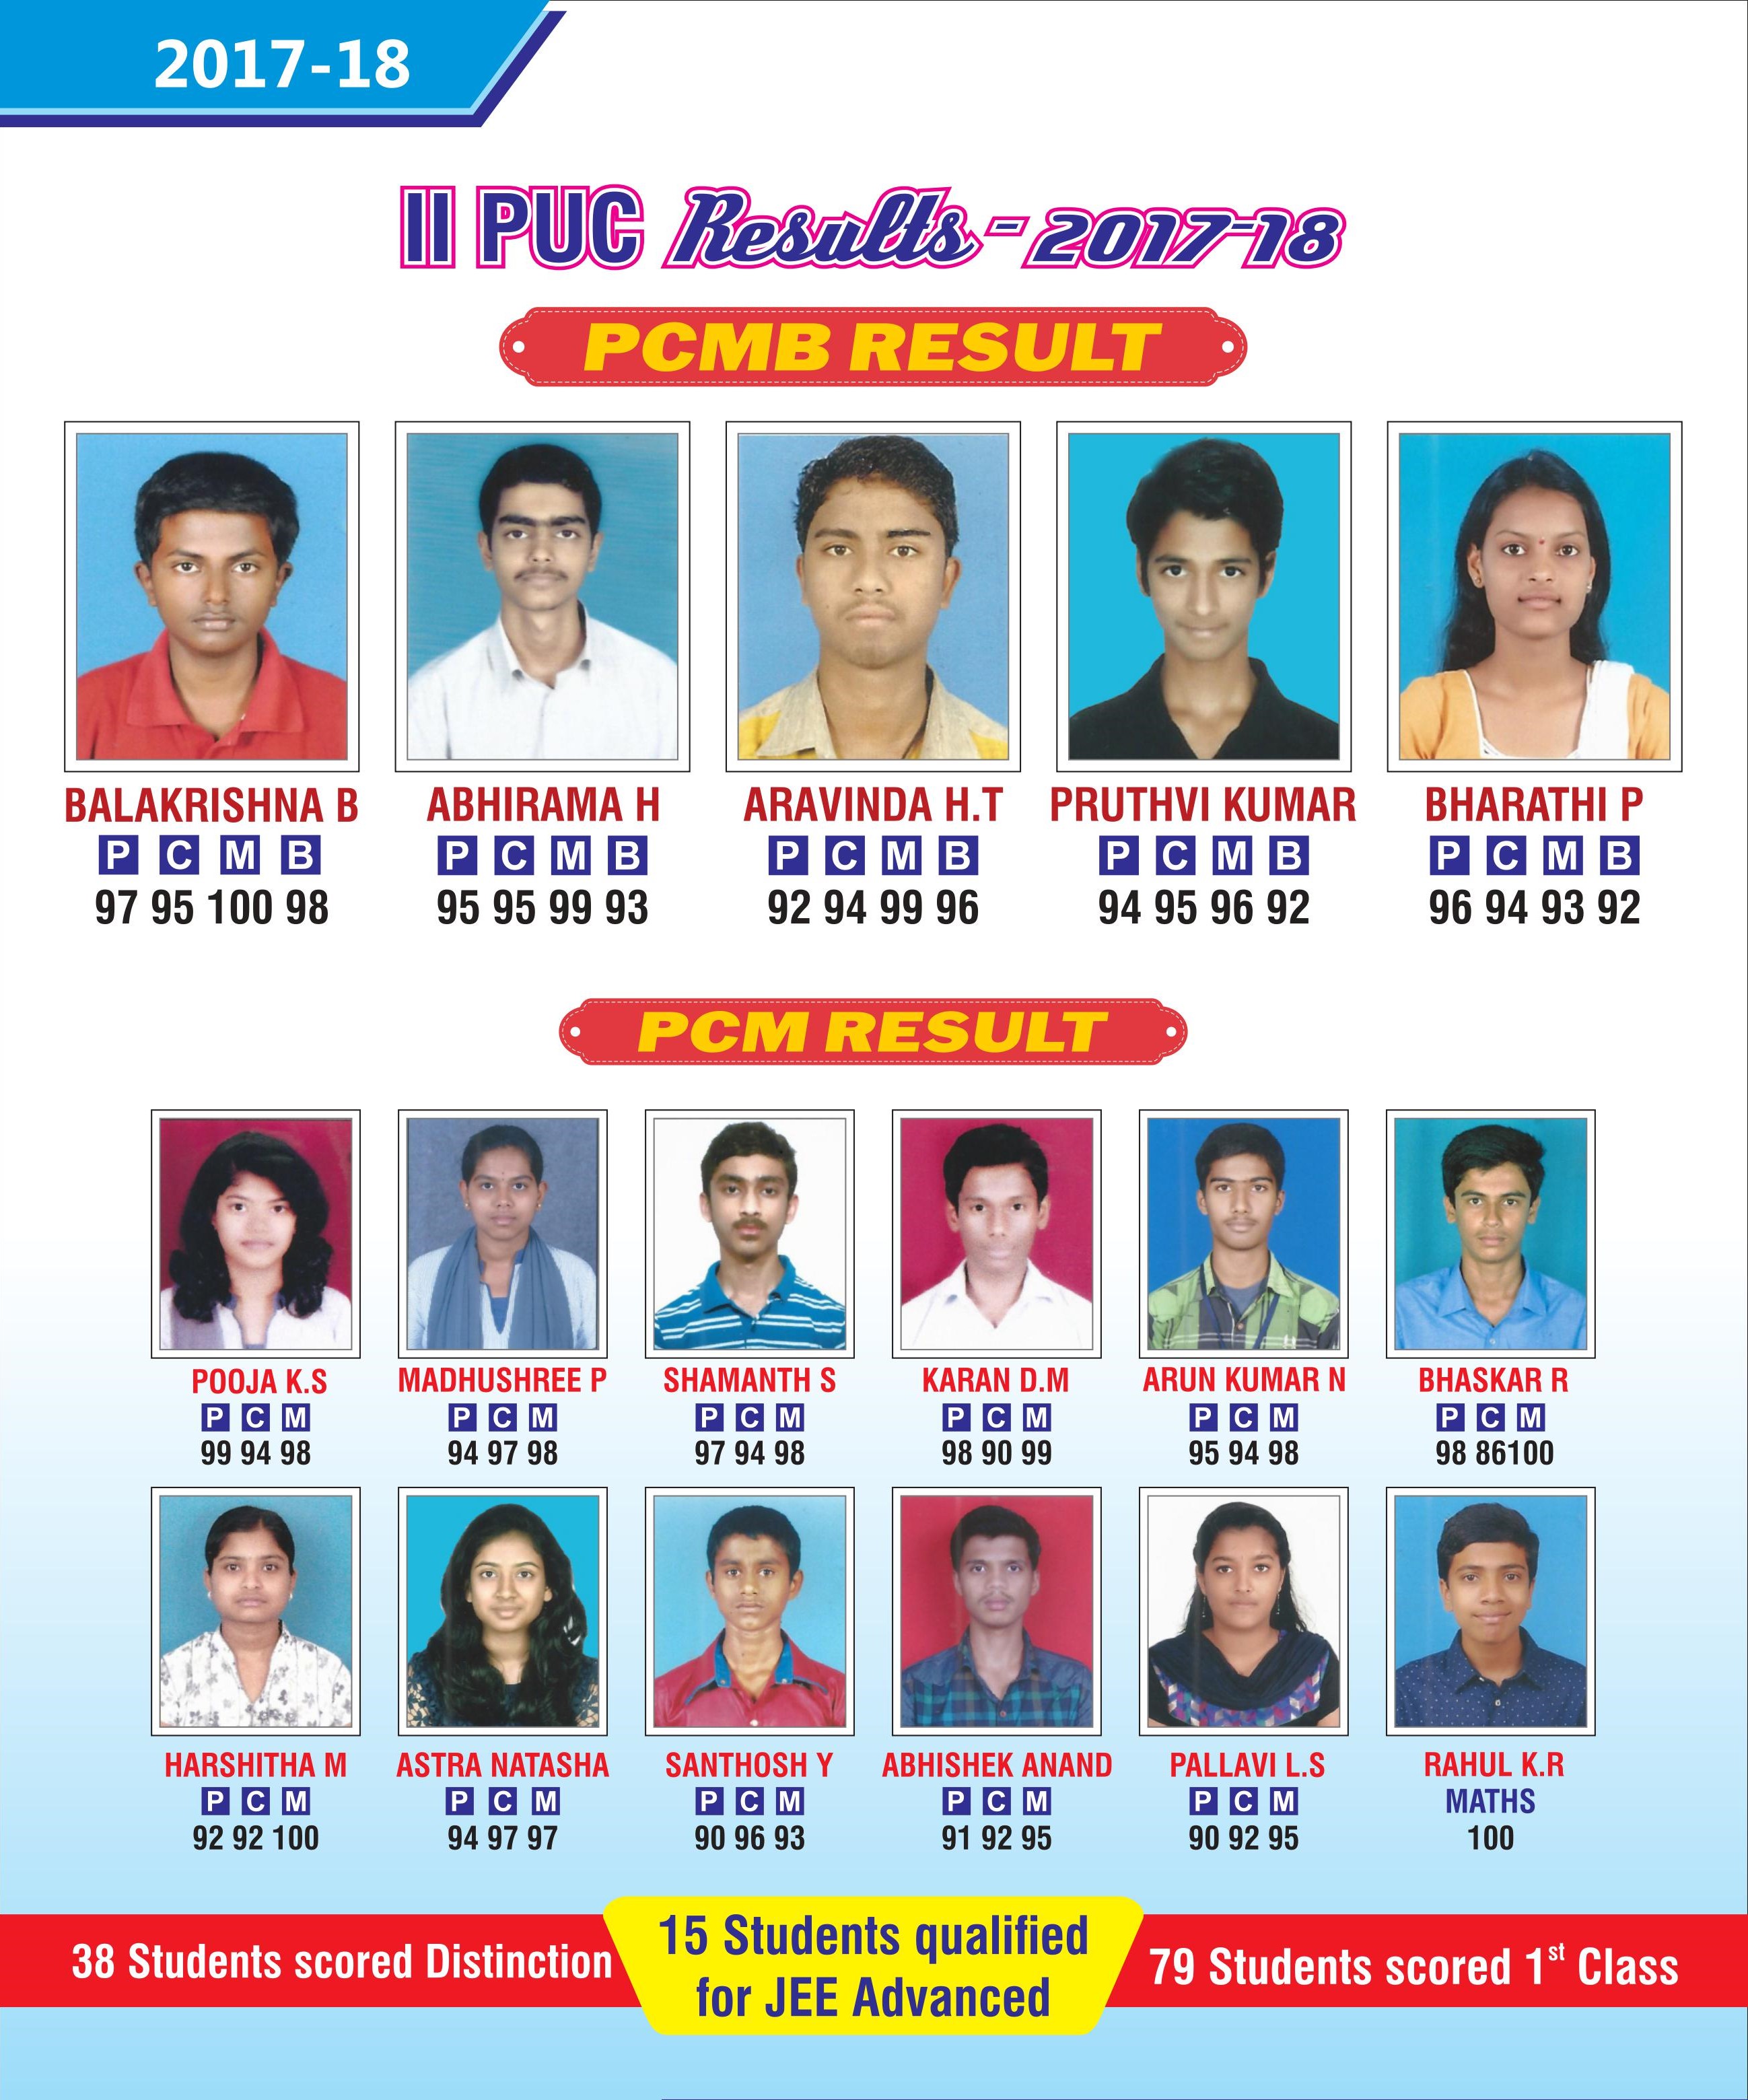 2017-18
II PUC Results - 2017-18
PCMB RESULT
BALAKRISHNA B ABHIRAMA H ARAVINDA H.T PRUTHVI KUMAR BHARATHI P
P C M B P C M B P C M B P C M B P C M B
97 95 100 98 95 95 99 93 92 94 99 96 94 95 96 92 96 94 93 92
PCM RESULT
POOJA K.S MADHUSHREE P SHAMANTH S KARAN D.M ARUN KUMAR N BHASKAR R
P C M P C M P C M P C M P C M P C M
99 94 98 94 97 98 97 94 98 98 90 99 95 94 98 98 86100
HARSHITHA M ASTRA NATASHA SANTHOSH Y ABHISHEK ANAND PALLAVI L.S RAHUL K.R
P C M P C M P C M P C M P C M MATHS
92 92 100 94 97 97 90 96 93 91 92 95 90 92 95 100
38 Students scored Distinction
15 Students qualified
for JEE Advanced
79 Students scored 1st Class